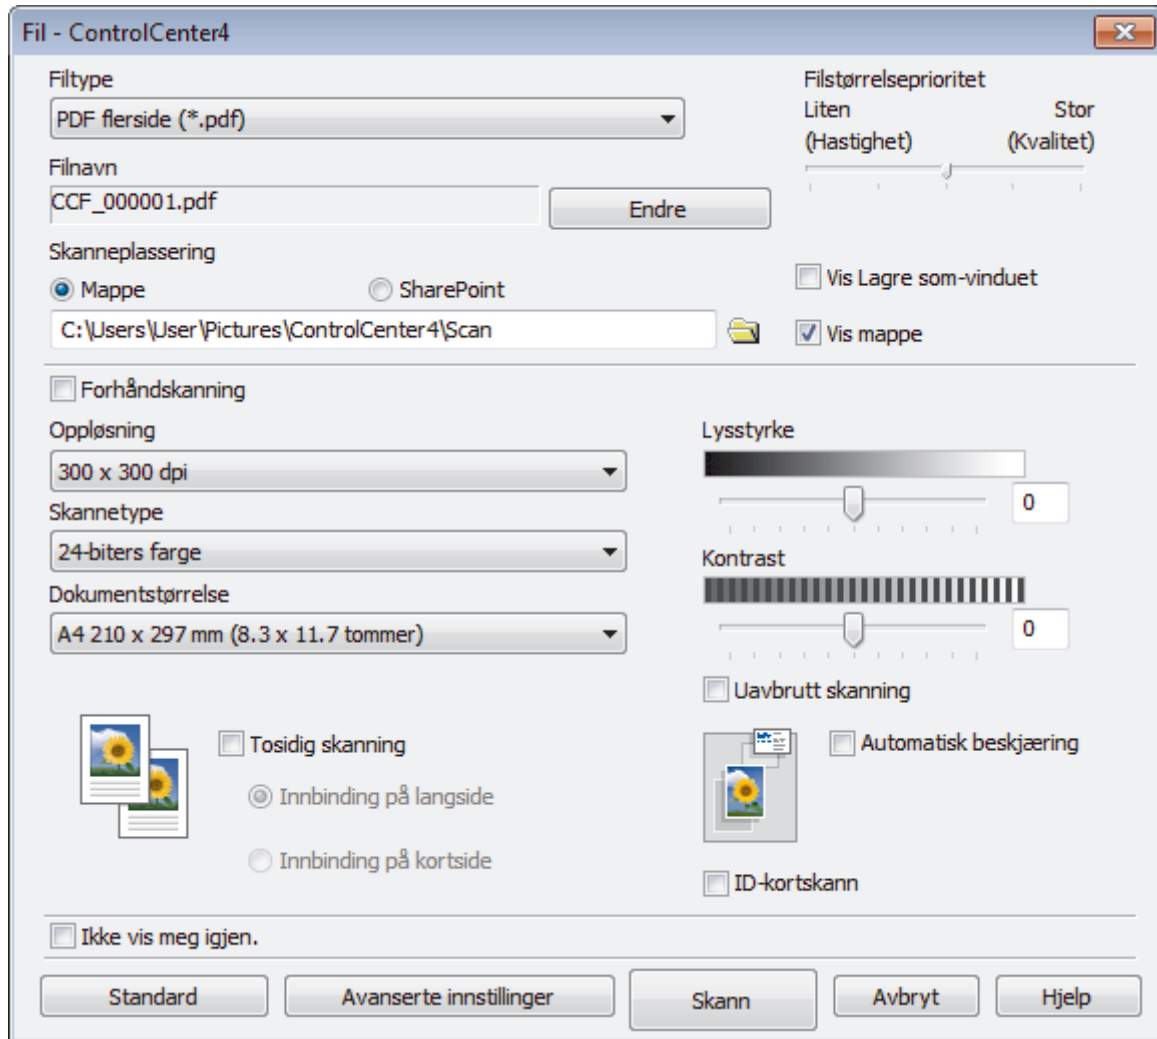 Fil - ControlCenter4
Filtype
PDF flerside (*.pdf)
Filstørrelseprioritet
Liten Stor
(Hastighet) (Kvalitet)
Filnavn
CCF_000001.pdf
Endre
Skanneplassering
Mappe
SharePoint
C:\Users\User\Pictures\ControlCenter4\Scan
Vis Lagre som-vinduet
Vis mappe
Forhåndskanning
Oppløsning
300 x 300 dpi
Skannetype
24-biters farge
Dokumentstørrelse
A4 210 x 297 mm (8.3 x 11.7 tommer)
Lysstyrke
0
Kontrast
0
Uavbrutt skanning
Tosidig skanning
Innbinding på langside
Innbinding på kortside
Automatisk beskjæring
ID-kortskann
Ikke vis meg igjen.
Standard
Avanserte innstillinger
Skann
Avbryt
Hjelp